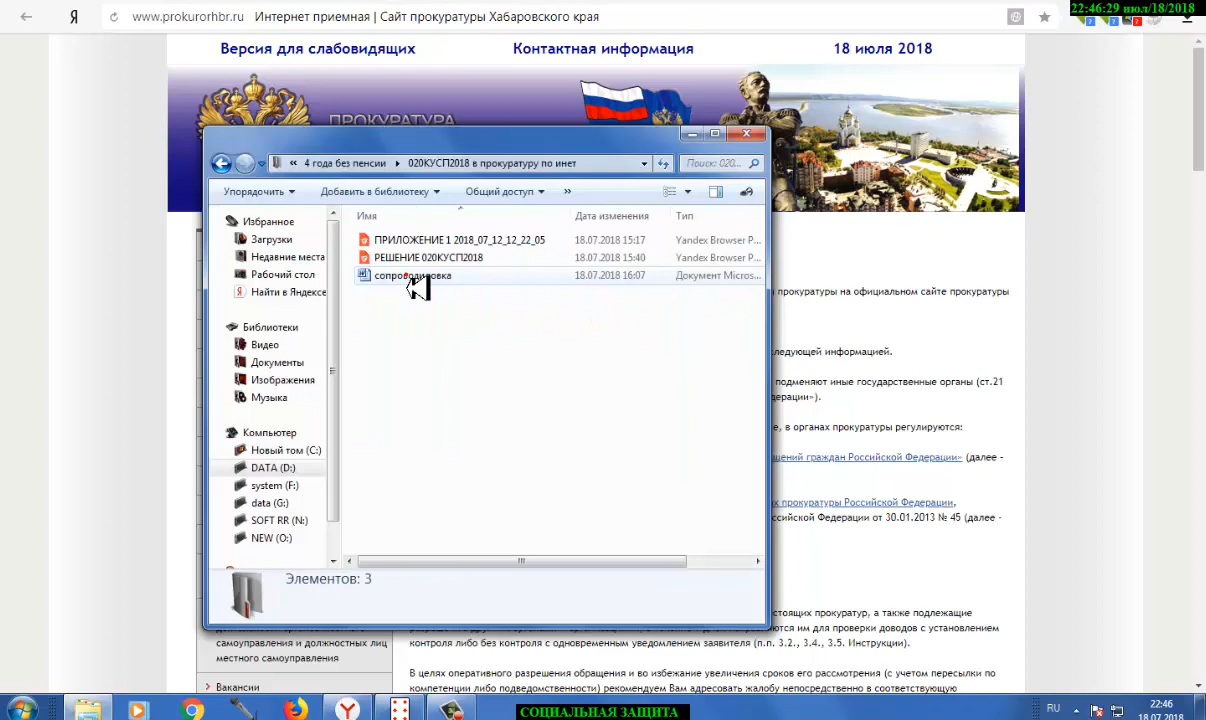 www.prokurorhbr.ru Интернет приемная | Сайт прокуратуры Хабаровского края
22:46:29 июл/18/2018
Версия для слабовидящих
Контактная информация
18 июля 2018
ПРОКУРАТУРА
4 года без пенсии
020КУСП2018 в прокуратуру по инет
Поиск: 020...
Упорядочить
Добавить в библиотеку
Общий доступ
»
Имя
Дата изменения
Тип
ПРИЛОЖЕНИЕ 1 2018_07_12_12_22_05 18.07.2018 15:17 Yandex Browser P...
РЕШЕНИЕ 020КУСП2018 18.07.2018 15:40 Yandex Browser P...
сопроводиловка 18.07.2018 16:07 Документ Micros...
Избранное
Загрузки
Недавние места
Рабочий стол
Найти в Яндексе
Библиотеки
Видео
Документы
Изображения
Музыка
Компьютер
Новый том (C:)
DATA (D:)
system (F:)
data (G:)
SOFT RR (N:)
NEW (O:)
Элементов: 3
прокуратуры на официальном сайте прокуратуры
следующей информацией.
подменяют иные государственные органы (ст.21
в органах прокуратуры регулируются:
граждан Российской Федерации» (далее -
прокуратуры Российской Федерации,
Федерации от 30.01.2013 № 45 (далее -
прокуратур, а также подлежащие
им для проверки доводов с установлением
контроля либо без контроля с одновременным уведомлением заявителя (п.п. 3.2., 3.4., 3.5. Инструкции).
В целях оперативного разрешения обращения и во избежание увеличения сроков его рассмотрения (с учетом пересылки по
компетенции либо подведомственности) рекомендуем Вам адресовать жалобу непосредственно в соответствующую
самоуправления и должностных лиц
местного самоуправления
Вакансии
СОЦИАЛЬНАЯ ЗАЩИТА
RU
22:46
18.07.2018